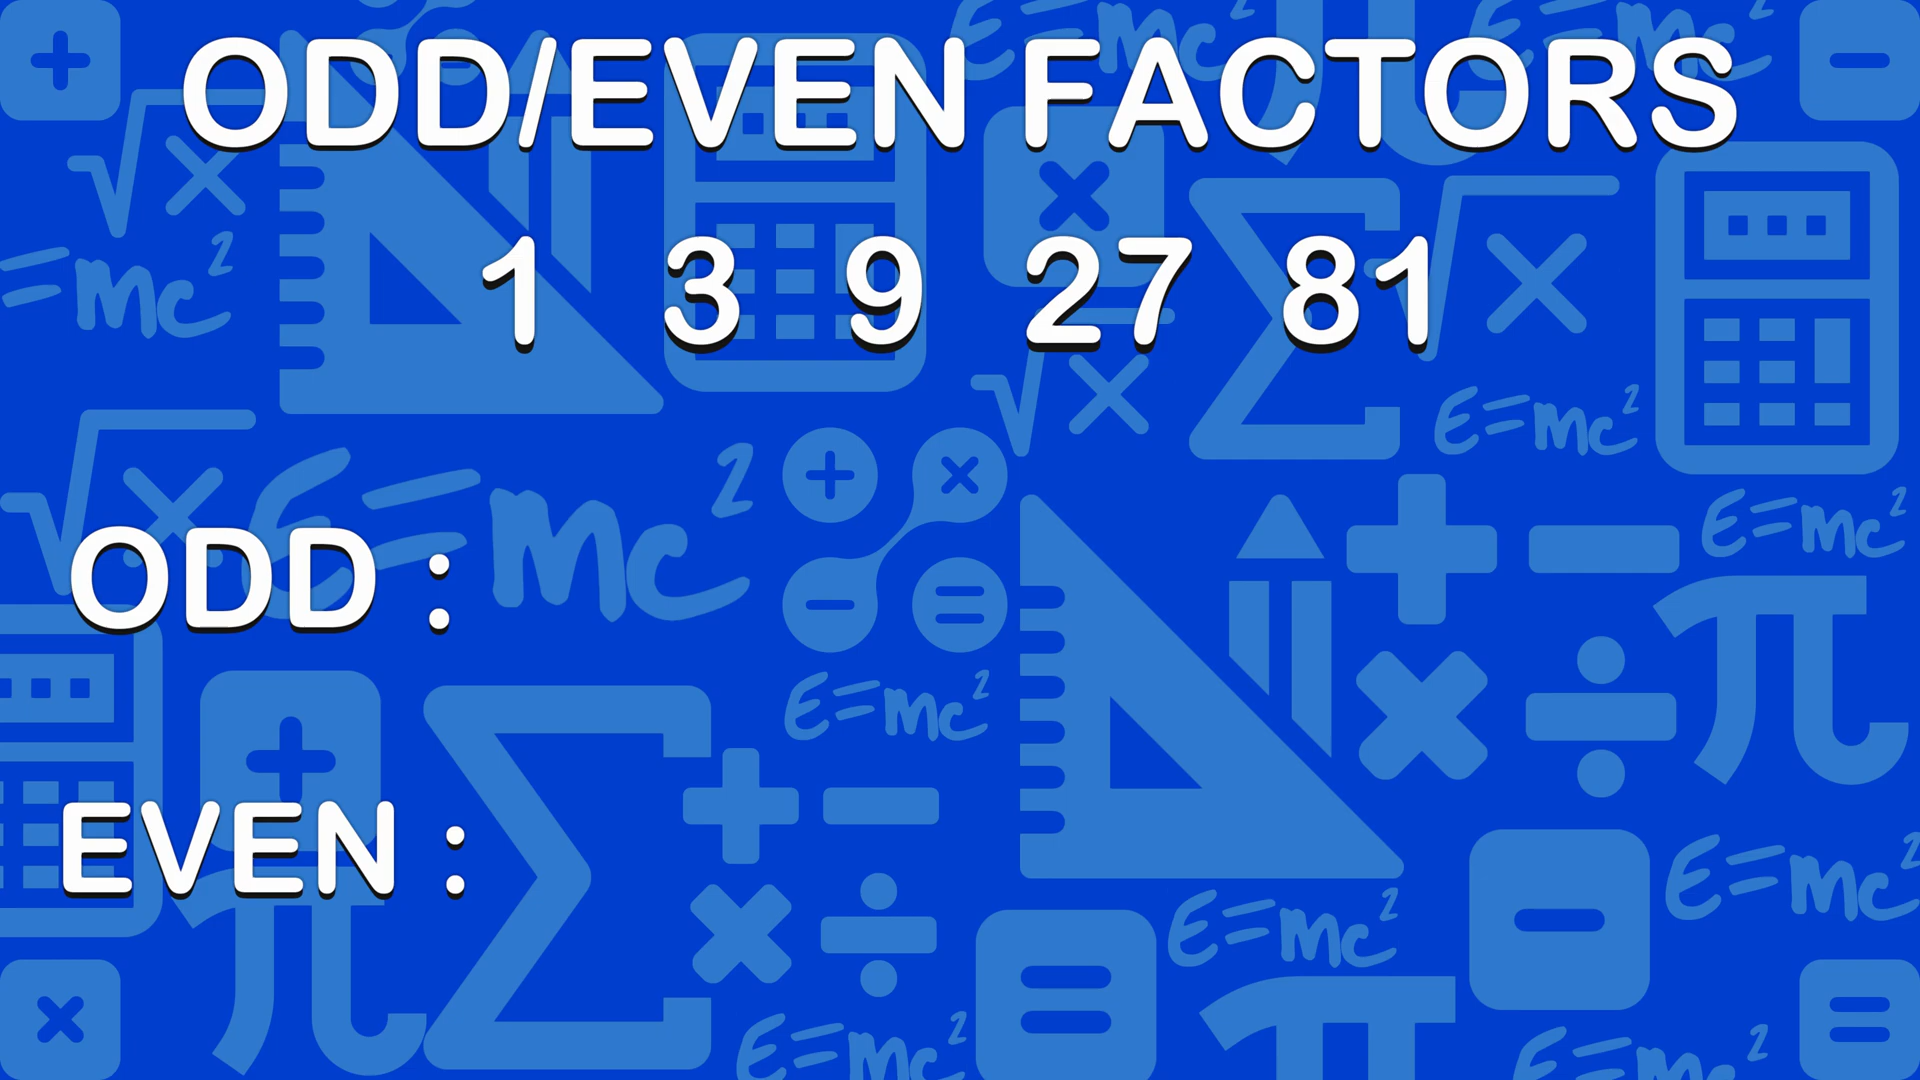 ODD/EVEN FACTORS
1 3 9 27 81
ODD :
EVEN :